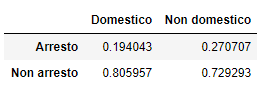 Domestico Non domestico
Arresto 0.194043 0.270707
Non arresto 0.805957 0.729293